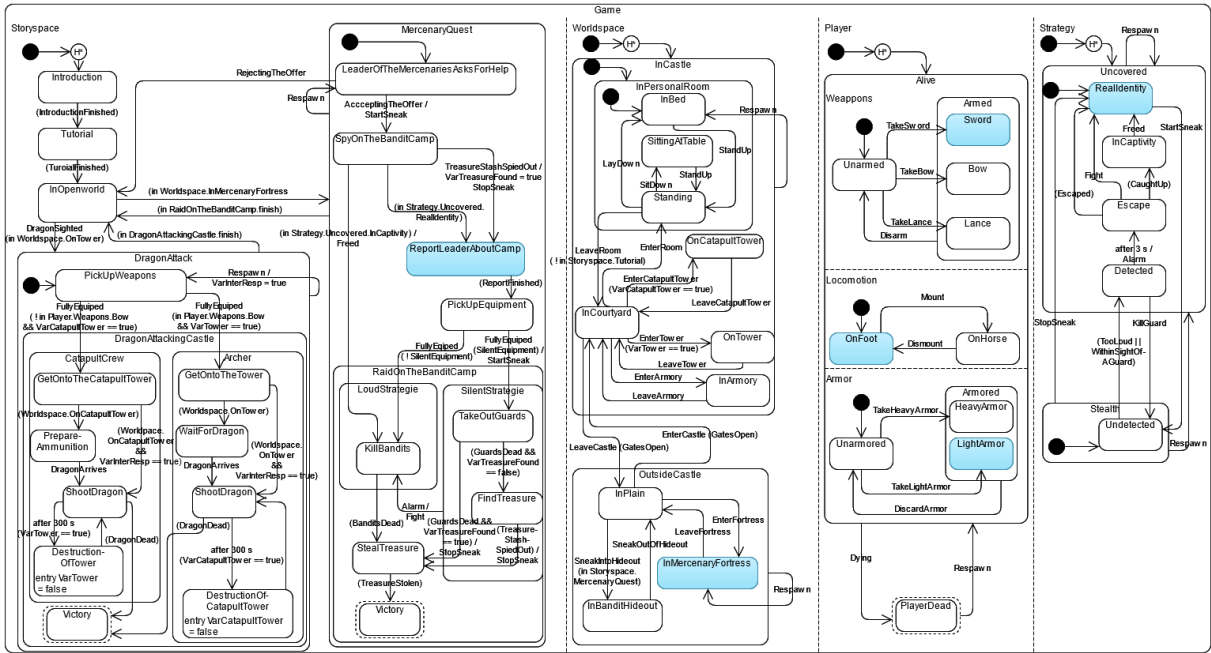 Game
Storyspace
H*
Introduction
(IntroductionFinished)
Tutorial
(TuroialFinished)
InOpenworld
RejectingTheOffer
(in Worldspace.InMercenaryFortress)
(in RaidOnTheBanditCamp.finish)
DragonSighted
(in Worldspace.OnTower)
(in DragonAttackingCastle.finish)
DragonAttack
PickUpWeapons
Respawn /
VarInterResp = true
FullyEquiped
( ! in Player.Weapons.Bow
&& VarCatapultTower == true)
FullyEquiped
(in Player.Weapons.Bow
&& VarTower == true)
DragonAttackingCastle
CatapultCrew
GetOntoTheCatapultTower
(Worldspace.OnCatapultTower)
Prepare-
Ammunition
(Worldspace.
OnCatapultTower
&&
VarInterResp == true)
DragonArrives
ShootDragon
after 300 s
(VarTower == true)
(DragonDead)
Destruction-
OfTower
entry VarTower
= false
Victory
Archer
GetOntoTheTower
(Worldspace.OnTower)
WaitForDragon
(Worldspace.
OnTower
&&
VarInterResp == true)
DragonArrives
ShootDragon
(DragonDead)
after 300 s
(VarCatapultTower == true)
DestructionOf-
CatapultTower
entry VarCatapultTower
= false
MercenaryQuest
LeaderOfTheMercenariesAsksForHelp
Respawn
AccceptingTheOffer /
StartSneak
SpyOnTheBanditCamp
TreasureStashSpiedOut /
VarTreasureFound = true
StopSneak
(in Strategy.Uncovered.
RealIdentity)
(in Strategy.Uncovered.InCaptivity) /
Freed
ReportLeaderAboutCamp
(ReportFinished)
PickUpEquipment
FullyEqiped
( ! SilentEquipment)
FullyEquiped
(SilentEquipment) /
StartSneak
RaidOnTheBanditCamp
LoudStrategie
KillBandits
SilentStrategie
TakeOutGuards
(GuardsDead &&
VarTreasureFound
== false)
FindTreasure
Alarm /
Fight
(BanditsDead)
(GuardsDead &&
VarTreasureFound
== true) /
StopSneak
(Treasure-
Stash-
SpiedOut) /
StopSneak
StealTreasure
(TreasureStolen)
Victory
Worldspace
H*
InCastle
InPersonalRoom
InBed
Respawn
SittingAtTable
StandUp
LayDown
StandUp
SitDown
Standing
LeaveRoom
( ! in Storyspace.Tutorial)
EnterRoom
OnCatapultTower
EnterCatapultTower
(VarCatapultTower == true)
LeaveCatapultTower
InCourtyard
EnterTower
(VarTower == true)
OnTower
LeaveTower
EnterArmory
InArmory
LeaveArmory
EnterCastle (GatesOpen)
LeaveCastle (GatesOpen)
OutsideCastle
InPlain
EnterFortress
LeaveFortress
SneakOutOfHideout
SneakIntoHideout
(in Storyspace.
MercenaryQuest)
InMercenaryFortress
Respawn
InBanditHideout
Player
H*
Alive
Weappons
Armed
TakeSword
Sword
Unarmed
TakeBow
Bow
TakeLance
Lance
Disarm
Locomotion
Mount
OnFoot
Dismount
OnHorse
Armor
Armored
TakeHeavyArmor
HeavyArmor
Unarmored
LightArmor
TakeLightArmor
DiscardArmor
Dying
Respawn
PlayerDead
Strategy
H*
Respawn
Uncovered
RealIdentity
Freed
StartSneak
InCaptivity
Fight
(CaughtUp)
(Escaped)
Escape
after 3 s /
Alarm
Detected
StopSneak
KillGuard
(TooLoud ||
WithinSightOf-
AGuard)
Stealth
Undetected
Respawn